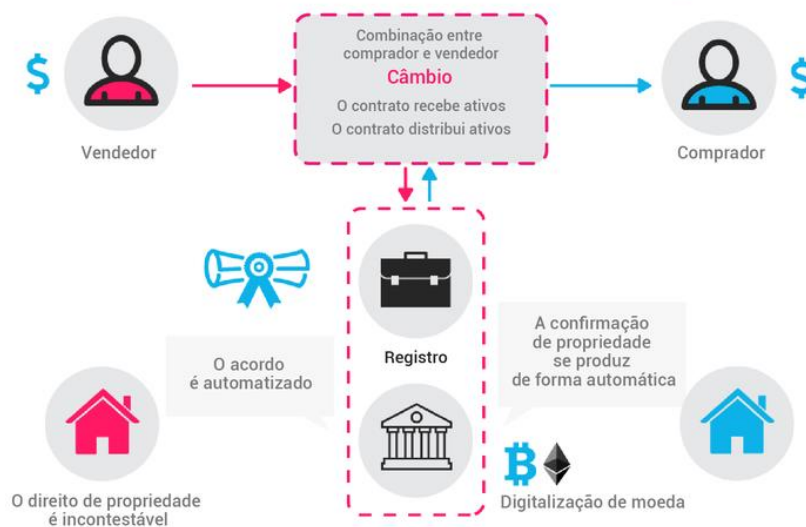 Combinação entre
comprador e vendedor
Câmbio
O contrato recebe ativos
O contrato distribui ativos
$
Vendedor
Comprador
$
O acordo
é automatizado
Registro
A confirmação
de propriedade
se produz
de forma automática
O direito de propriedade
é incontestável
Digitalização de moeda